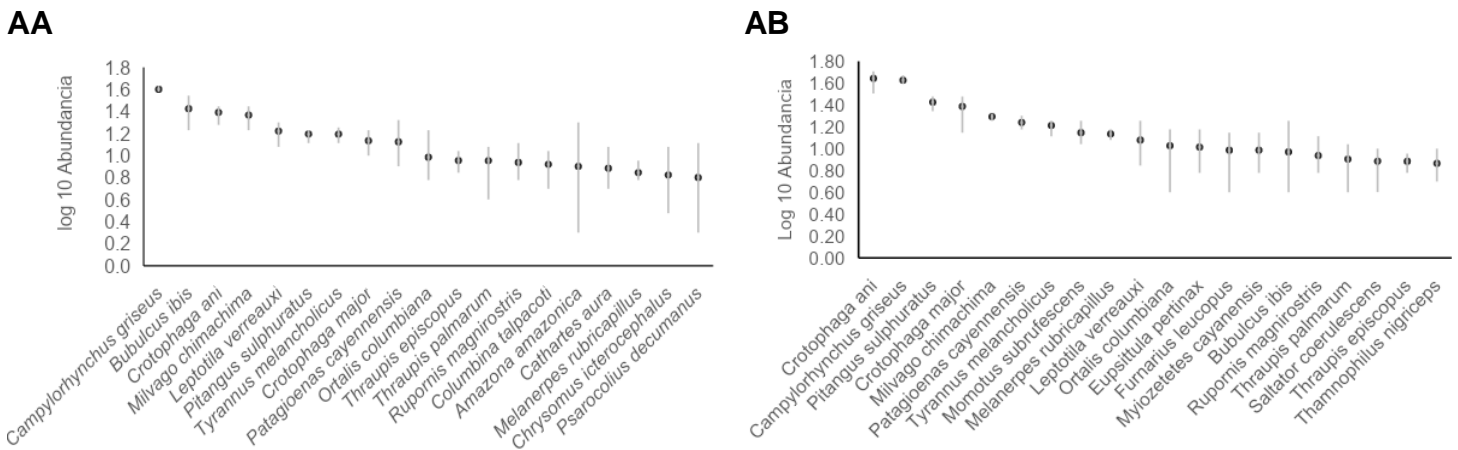 AA
log 10 Abundancia
1.8
1.6
1.4
1.2
1.0
0.8
0.6
0.4
0.2
0.0
Campylorhynchus griseus
Bubulcus ibis
Crotophaga ani
Milvago chimachima
Leptotila verreauxi
Pitangus sulphuratus
Tyrannus melancholicus
Crotophaga major
Patagioenas cayennensis
Ortalis columbiana
Thraupis episcopus
Thraupis palmarum
Rupornis magnirostris
Columbina talpacoti
Amazona amazonica
Cathartes aura
Melanerpes rubricapillus
Chrysomus icterocephalus
Psarocolius decumanus
AB
Log 10 Abundancia
1.80
1.60
1.40
1.20
1.00
0.80
0.60
0.40
0.20
0.00
Crotophaga ani
Campylorhynchus griseus
Pitangus sulphuratus
Crotophaga major
Milvago chimachima
Patagioenas cayennensis
Tyrannus melancholicus
Momotus subrufescens
Melanerpes rubricapillus
Leptotila verreauxi
Ortalis columbiana
Eupsittula pertinax
Furnarius leucopus
Myiozetetes cayanensis
Bubulcus ibis
Rupornis magnirostris
Thraupis palmarum
Saltator coerulescens
Thraupis episcopus
Thamnophilus nigriceps